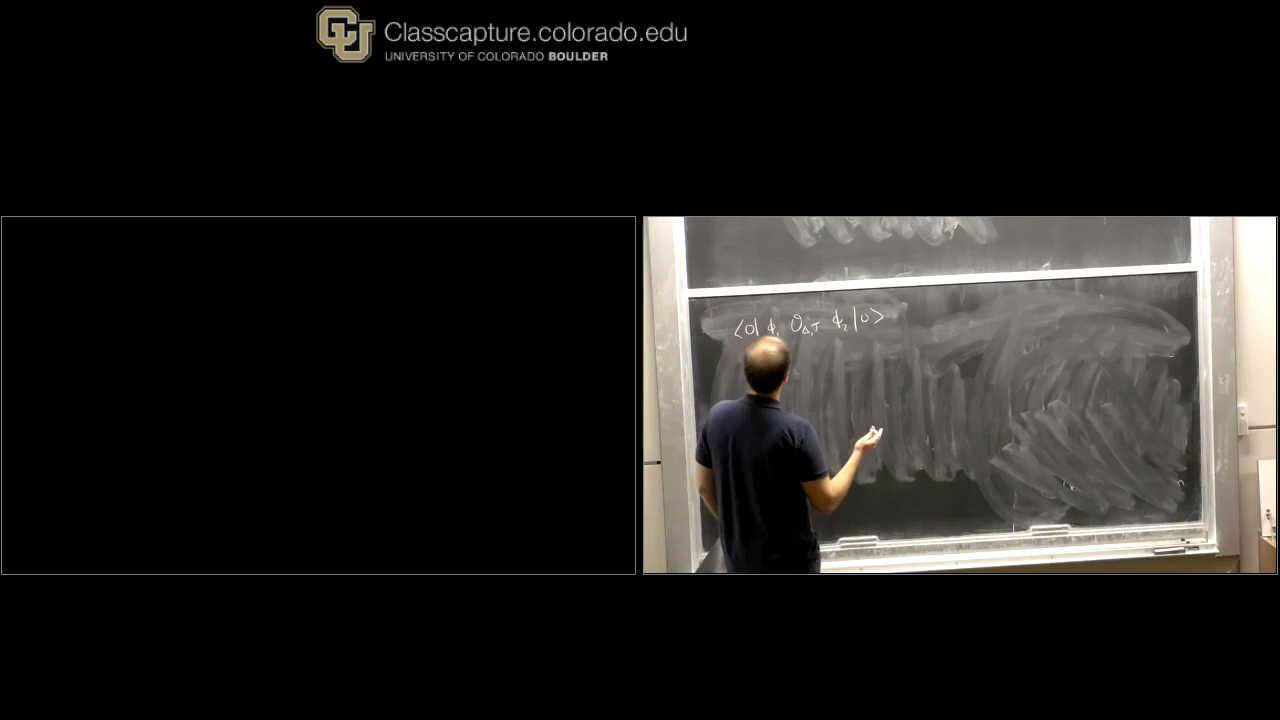 Classcapture.colorado.edu
UNIVERSITY OF COLORADO BOULDER
⟨0| ϕ₁ O_{Δ,J} ϕ₂ |0⟩